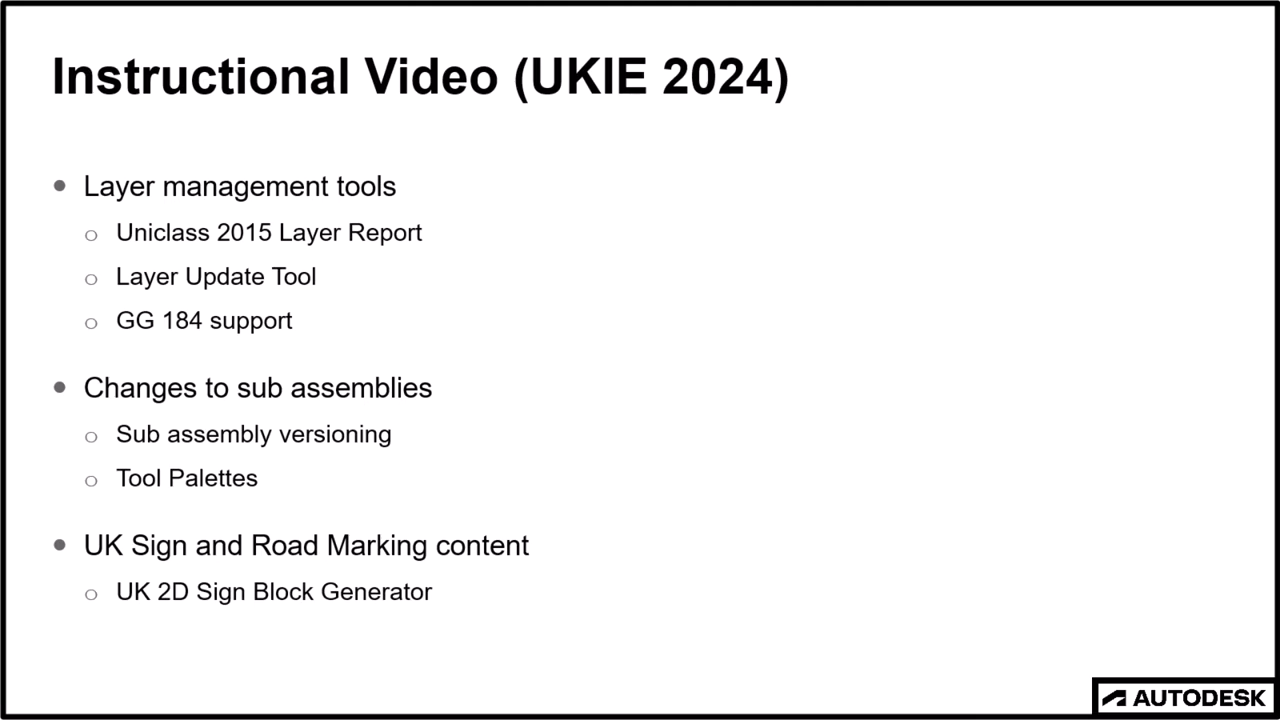 Instructional Video (UKIE 2024)
Layer management tools
Uniclass 2015 Layer Report
Layer Update Tool
GG 184 support
Changes to sub assemblies
Sub assembly versioning
Tool Palettes
UK Sign and Road Marking content
UK 2D Sign Block Generator
AUTODESK